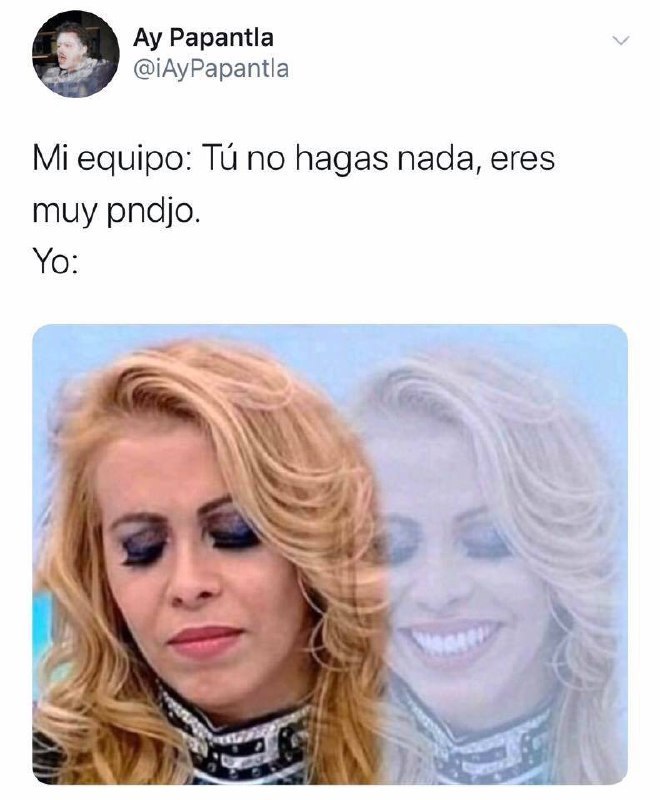 Ay Papantla
@iAyPapantla
Mi equipo: Tú no hagas nada, eres
muy pndjo.
Yo: